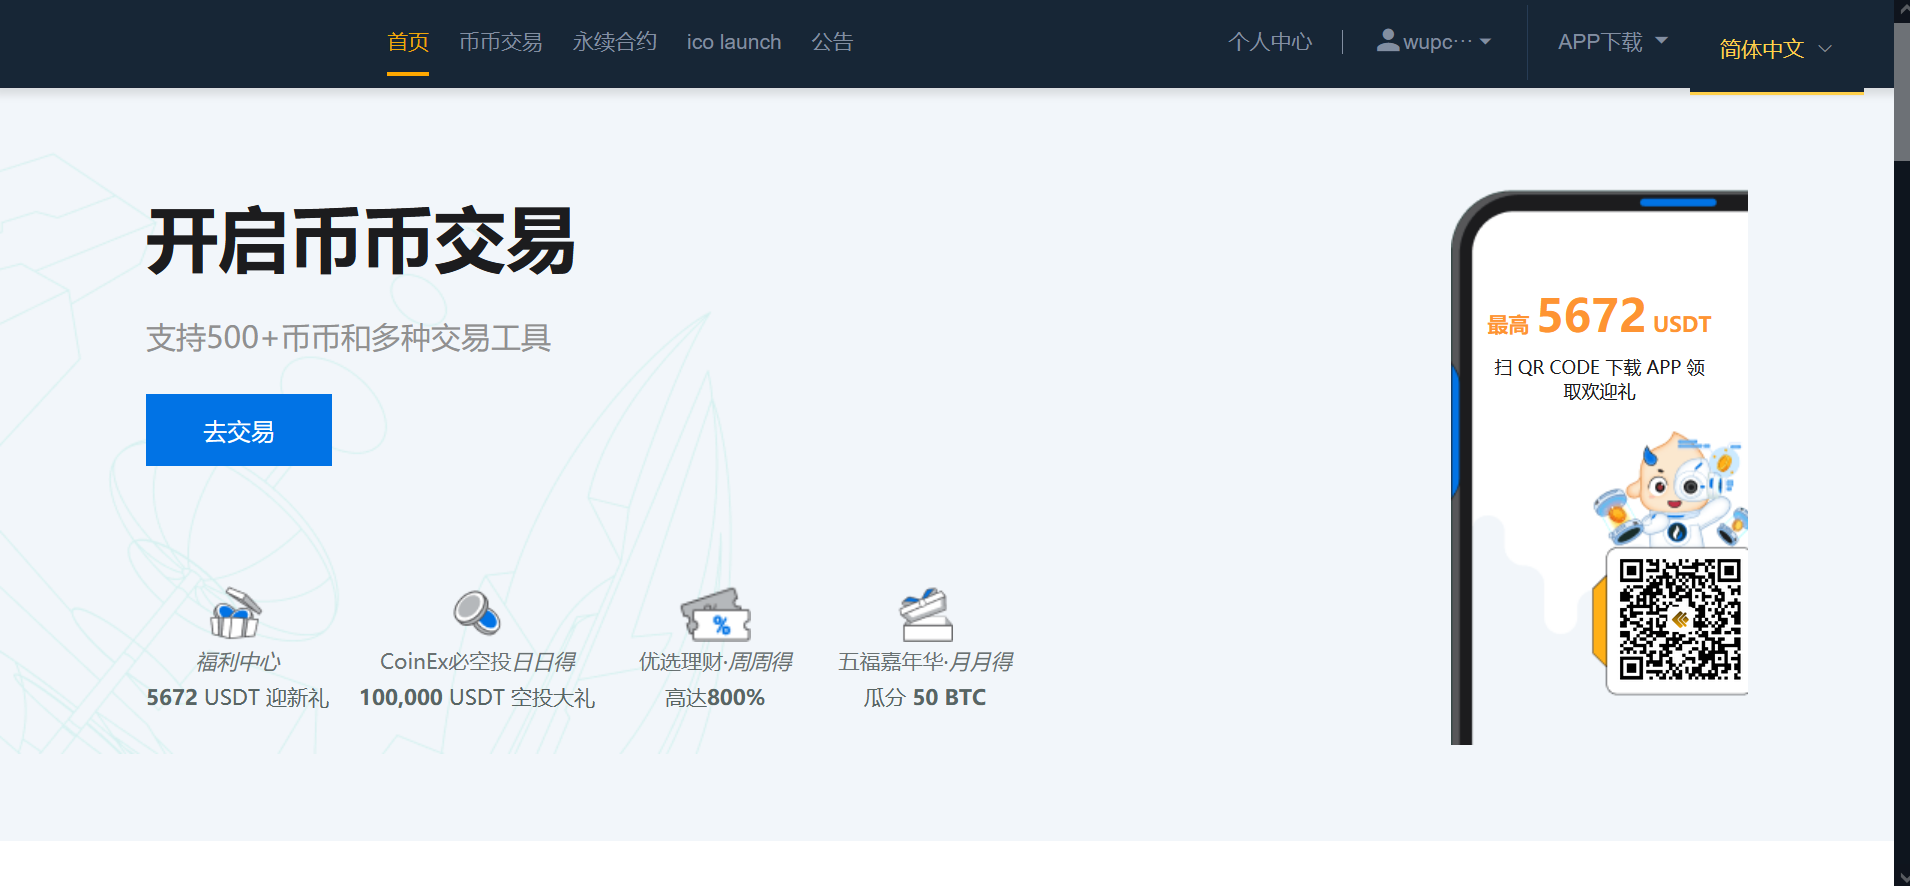 首页 币币交易 永续合约 ico launch 公告 个人中心 wupc··· APP下载 简体中文
开启币币交易
支持500+币币和多种交易工具
去交易
最高 5672 USDT
扫 QR CODE 下载 APP 领
取欢迎礼
福利中心
5672 USDT 迎新礼
CoinEx必空投日日得
100,000 USDT 空投大礼
优选理财·周周得
高达800%
五福嘉年华·月月得
瓜分 50 BTC